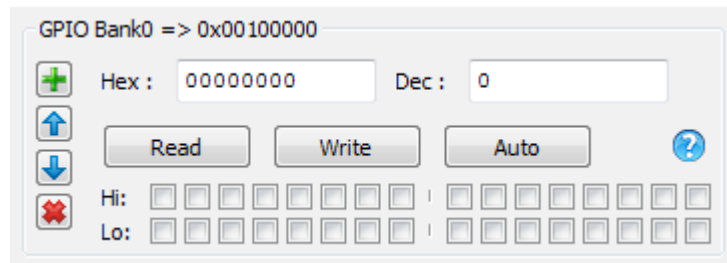 GPIO Bank0 => 0x00100000
Hex : 00000000 Dec : 0
Read Write Auto
Hi:
Lo: